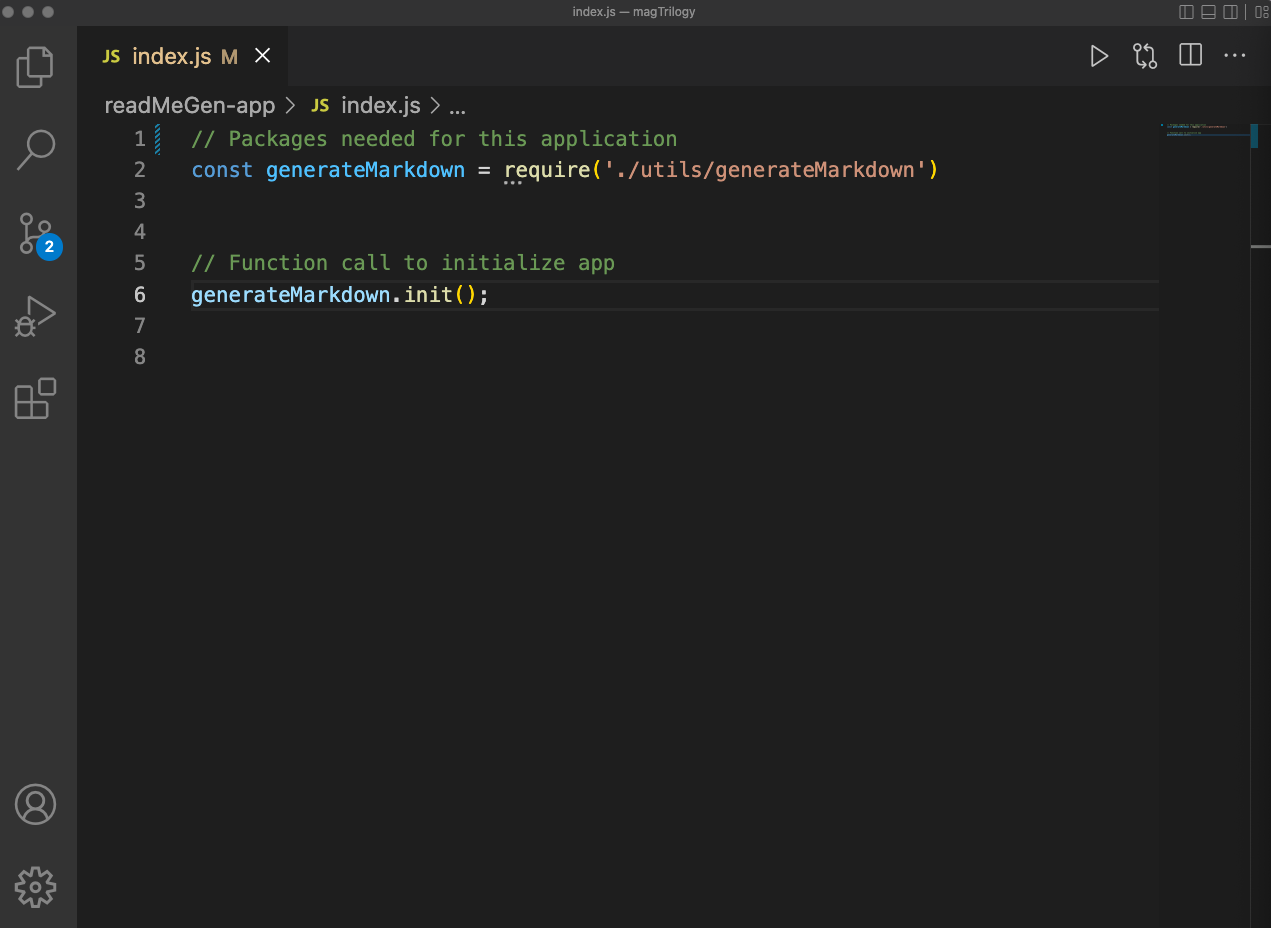 index.js — magTrilogy
JS index.js M
readMeGen-app > JS index.js > ...
1 // Packages needed for this application
2 const generateMarkdown = require('./utils/generateMarkdown')
3
4
5 // Function call to initialize app
6 generateMarkdown.init();
7
8
2